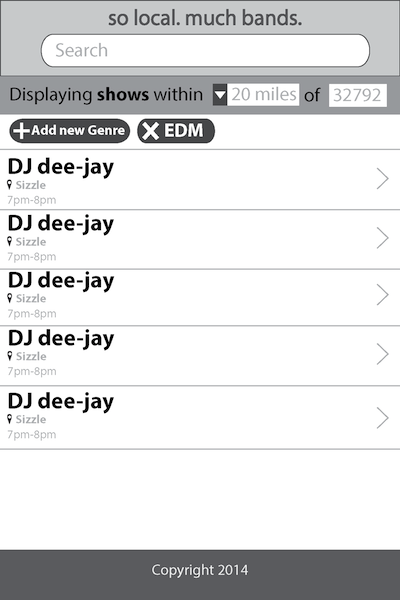 so local. much bands.
Search
Displaying shows within 20 miles of 32792
Add new Genre EDM
DJ dee-jay
Sizzle
7pm-8pm
DJ dee-jay
Sizzle
7pm-8pm
DJ dee-jay
Sizzle
7pm-8pm
DJ dee-jay
Sizzle
7pm-8pm
DJ dee-jay
Sizzle
7pm-8pm
Copyright 2014